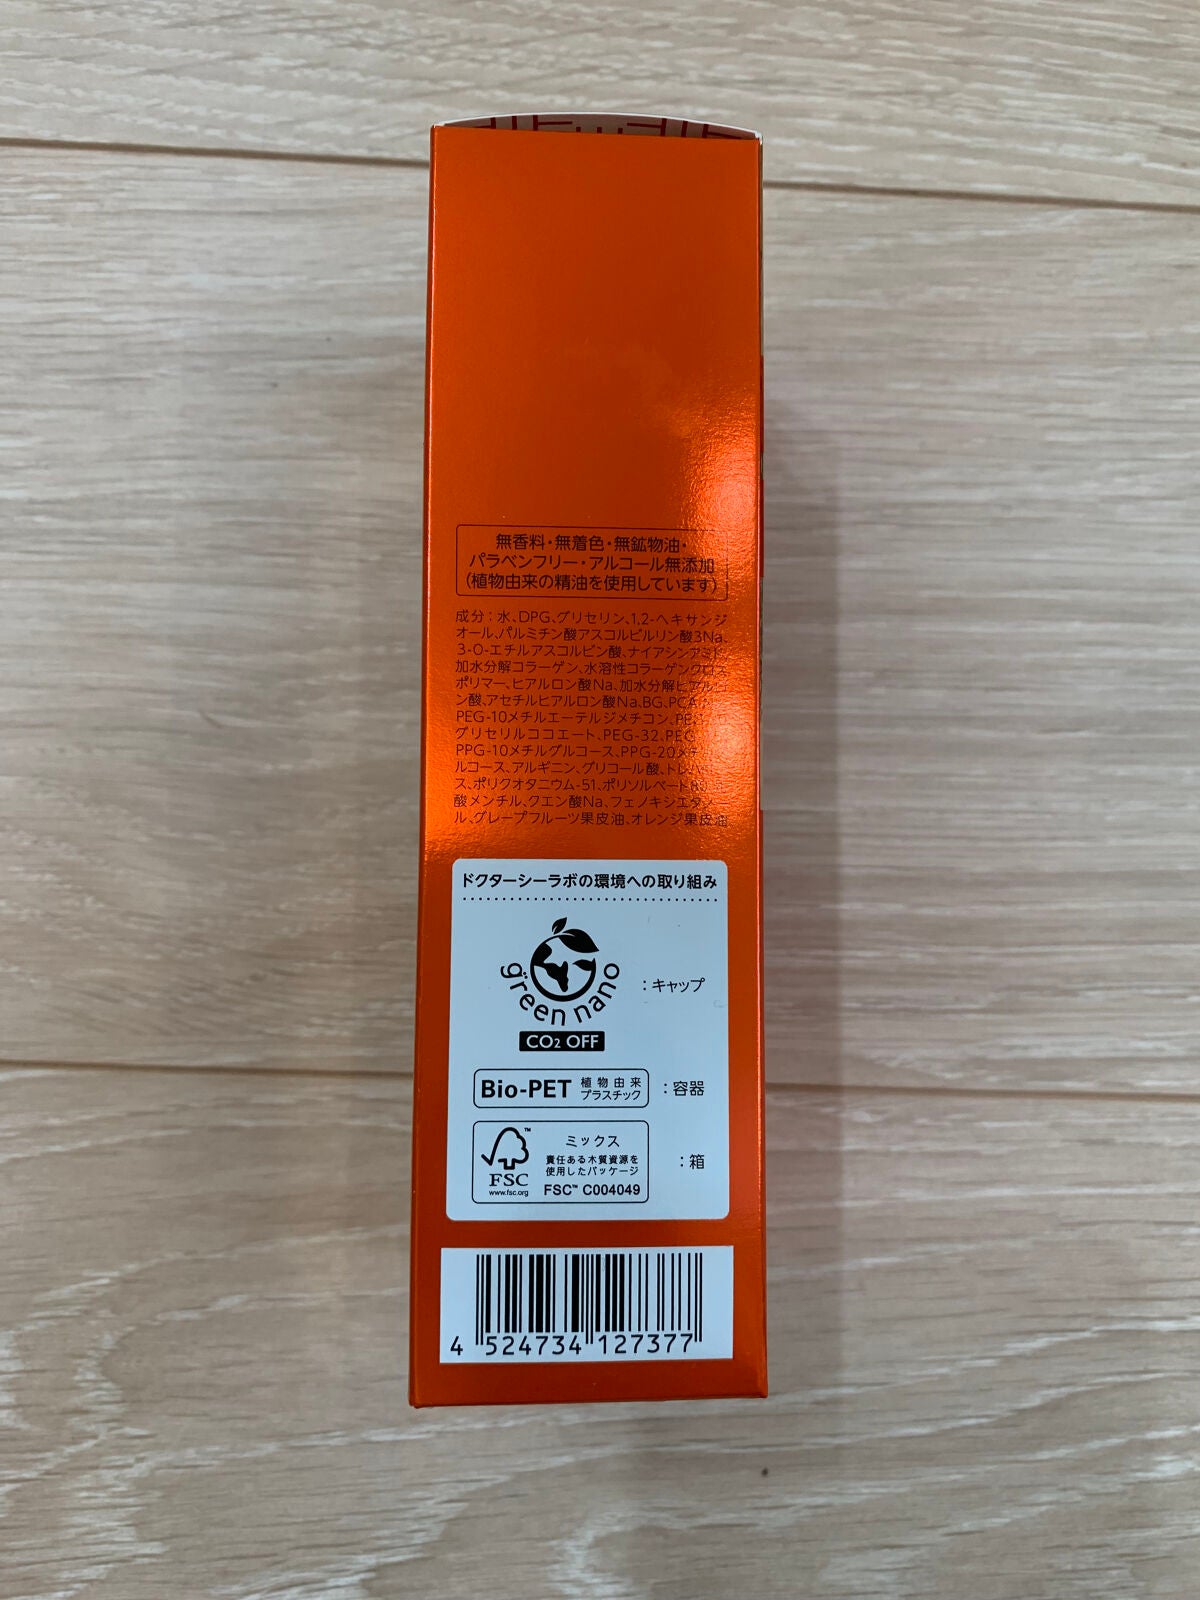 無香料・無着色・無鉱物油・
パラベンフリー・アルコール無添加
(植物由来の精油を使用しています)
成分：水、DPG、グリセリン、1,2-ヘキサンジ
オール、パルミチン酸アスコルビルリン酸3Na、
3-O-エチルアスコルビン酸、ナイアシンアミド、
加水分解コラーゲン、水溶性コラーゲンクロス
ポリマー、ヒアルロン酸Na、加水分解ヒアルロ
ン酸、アセチルヒアルロン酸Na、BG、
PEG-10メチルエーテルジメチコン、
グリセリルココエート、PEG-32、
PPG-10メチルグルコース、PPG-20メチ
ルコース、アルギニン、グリコール酸、
ス、ポリクオタニウム-51、ポリソルベート
酸メンチル、クエン酸Na、フェノキシエタノー
ル、グレープフルーツ果皮油、オレンジ果皮油
ドクターシーラボの環境への取り組み
green nano
：キャップ
CO2 OFF
Bio-PET 植物由来
プラスチック
：容器
FSC™
www.fsc.org
ミックス
責任ある木質資源を
使用したパッケージ
FSC™ C004049
：箱
4 524734 127377